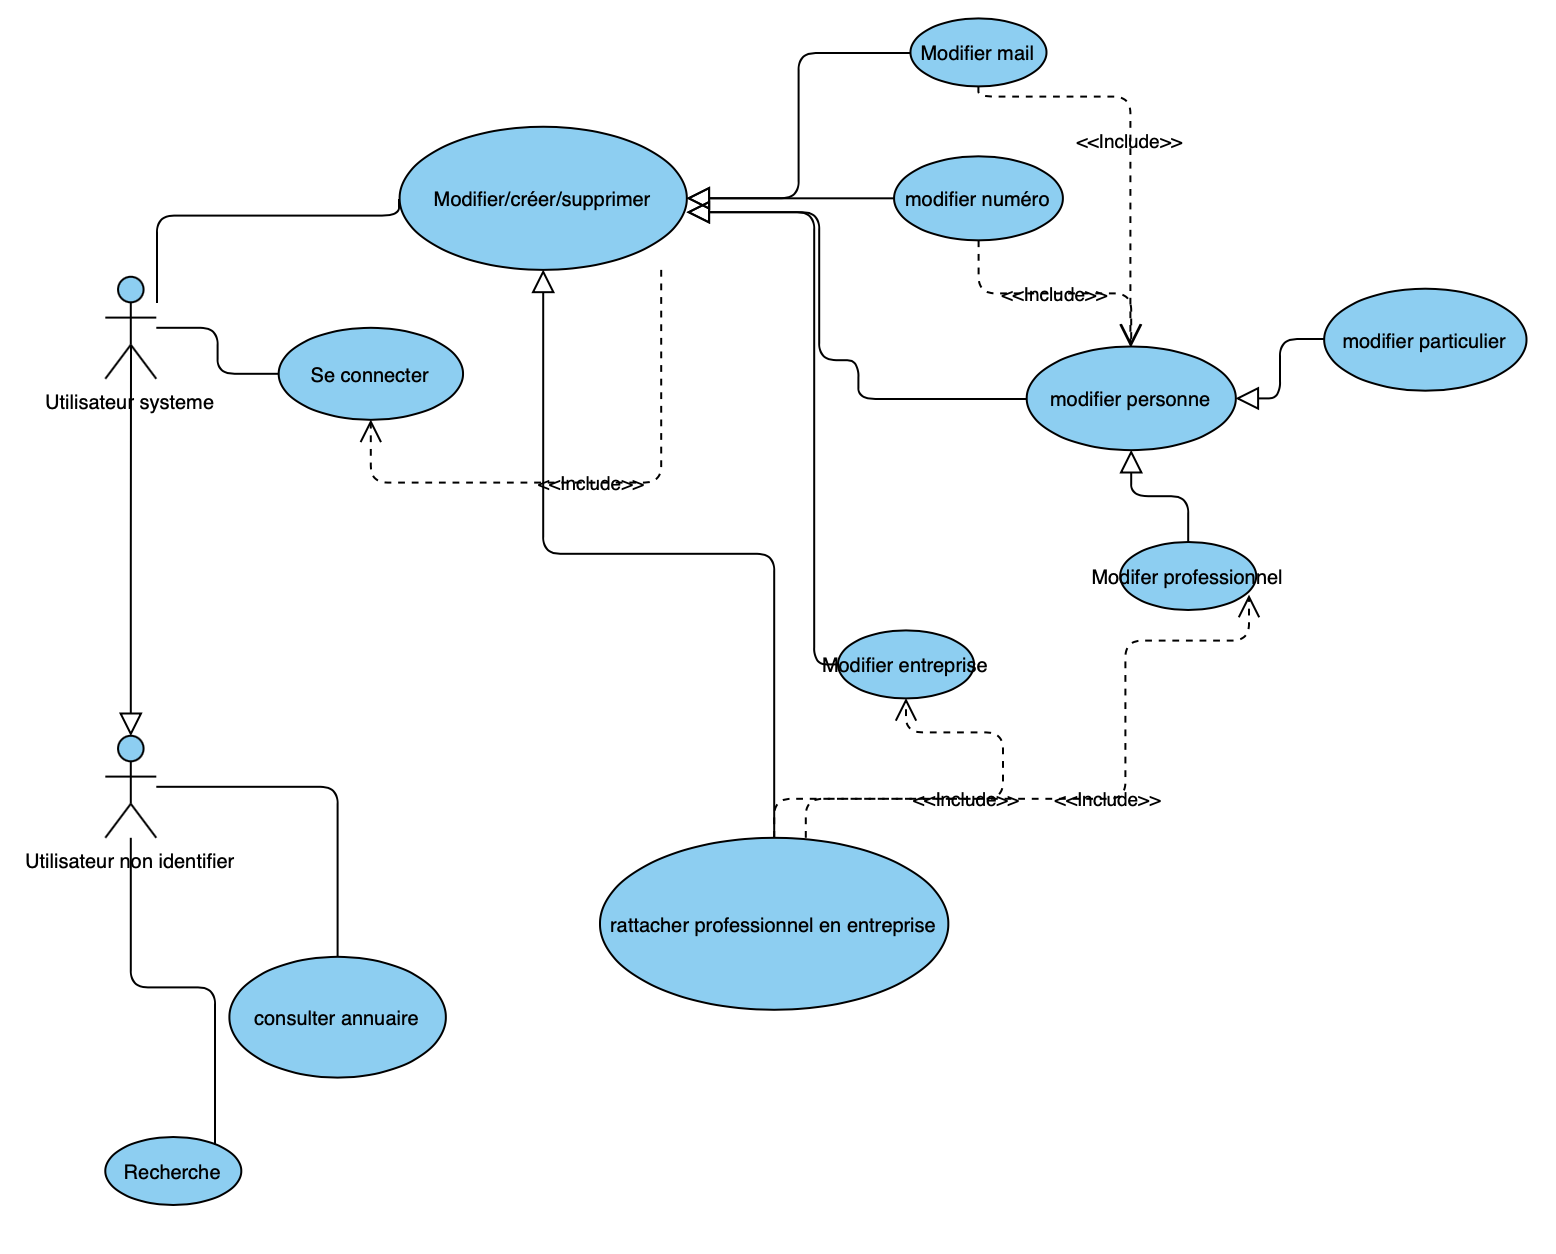 Modifier mail
<<Include>>
Modifier/créer/supprimer
modifier numéro
<<Include>>
modifier particulier
Se connecter
modifier personne
Utilisateur systeme
<<Include>>
Modifer professionnel
Modifier entreprise
<<Include>>
<<Include>>
Utilisateur non identifier
rattacher professionnel en entreprise
consulter annuaire
Recherche